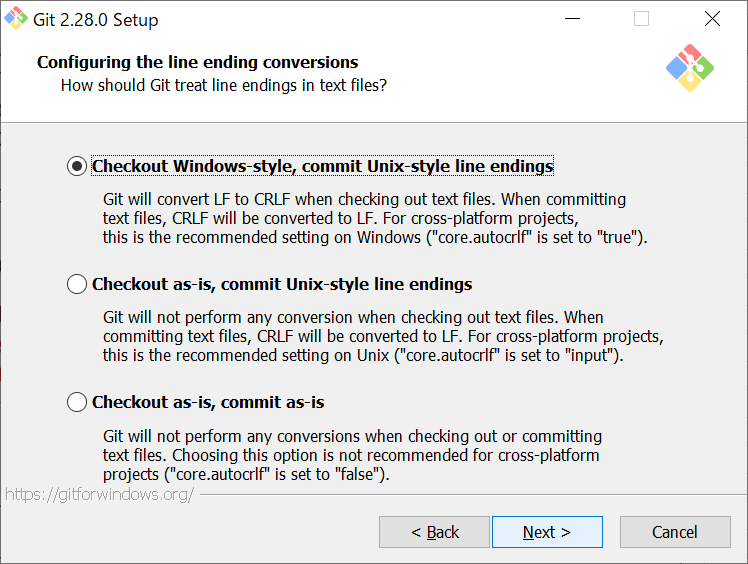 Git 2.28.0 Setup
Configuring the line ending conversions
How should Git treat line endings in text files?
Checkout Windows-style, commit Unix-style line endings
Git will convert LF to CRLF when checking out text files. When committing
text files, CRLF will be converted to LF. For cross-platform projects,
this is the recommended setting on Windows ("core.autocrlf" is set to "true").
Checkout as-is, commit Unix-style line endings
Git will not perform any conversion when checking out text files. When
committing text files, CRLF will be converted to LF. For cross-platform projects,
this is the recommended setting on Unix ("core.autocrlf" is set to "input").
Checkout as-is, commit as-is
Git will not perform any conversions when checking out or committing
text files. Choosing this option is not recommended for cross-platform
projects ("core.autocrlf" is set to "false").
https://gitforwindows.org/
< Back
Next >
Cancel